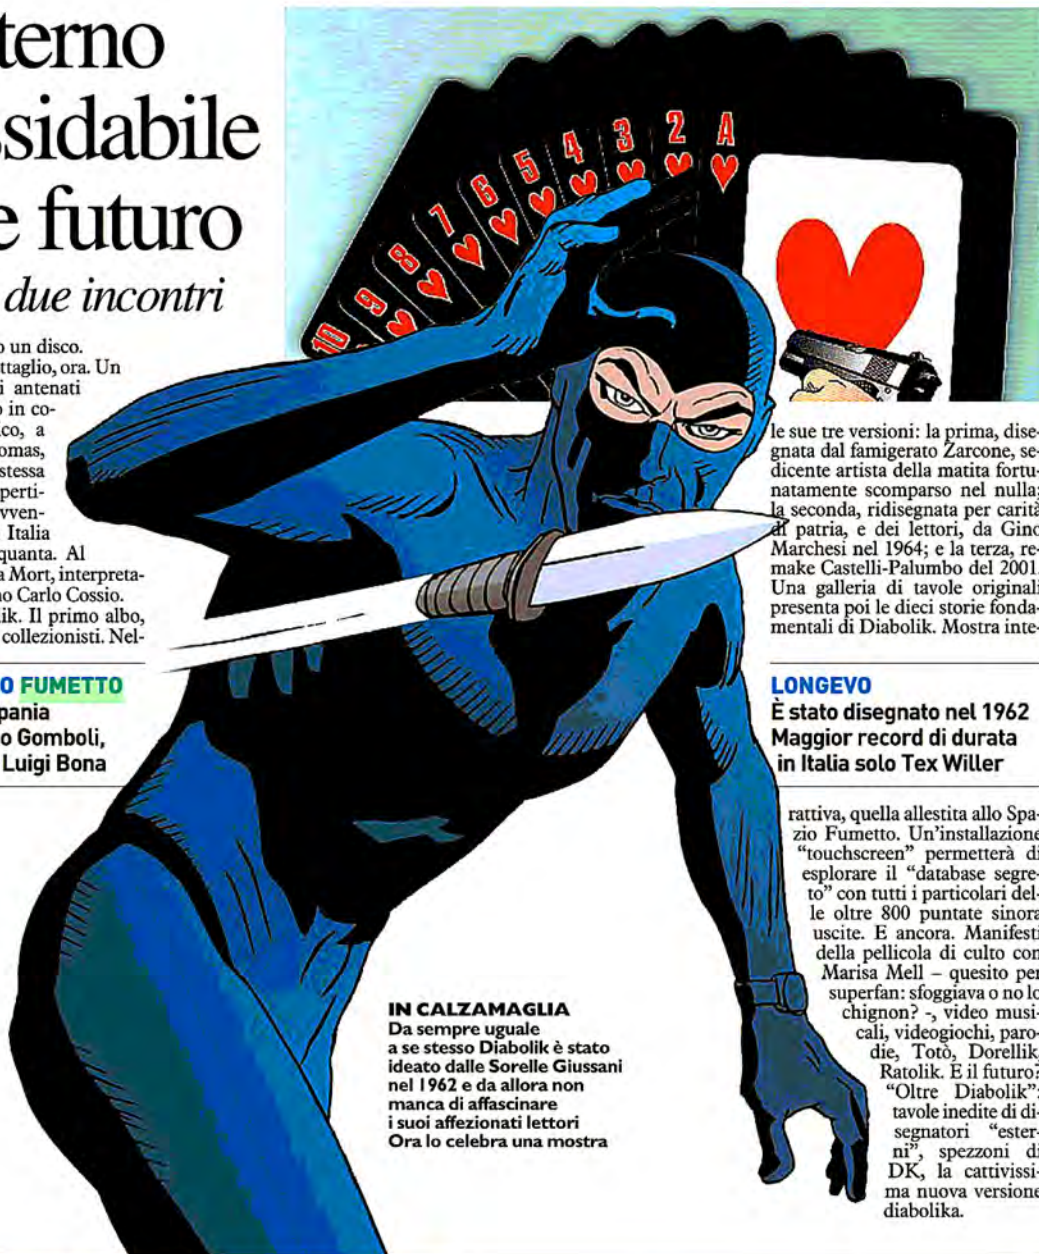 terno
ssidabile
e futuro
due incontri
o un disco.
ttaglio, ora. Un
i antenati
o in co-
ico, a
omas,
stessa
perti-
vven-
Italia
quanta. Al
a Mort, interpreta-
no Carlo Cossio.
lik. Il primo albo,
collezionisti. Nel-
O FUMETTO
pania
o Gomboli,
Luigi Bona
10
9
8
7
6
5
4
3
2
A
IN CALZAMAGLIA
Da sempre uguale
a se stesso Diabolik è stato
ideato dalle Sorelle Giussani
nel 1962 e da allora non
manca di affascinare
i suoi affezionati lettori
Ora lo celebra una mostra
le sue tre versioni: la prima, dise-
gnata dal famigerato Zarcone, se-
dicente artista della matita fortu-
natamente scomparso nel nulla;
la seconda, ridisegnata per carità
di patria, e dei lettori, da Gino
Marchesi nel 1964; e la terza, re-
make Castelli-Palumbo del 2001.
Una galleria di tavole originali
presenta poi le dieci storie fonda-
mentali di Diabolik. Mostra inte-
LONGEVO
È stato disegnato nel 1962
Maggior record di durata
in Italia solo Tex Willer
rattiva, quella allestita allo Spa-
zio Fumetto. Un'installazione
"touchscreen" permetterà di
esplorare il "database segre-
to" con tutti i particolari del-
le oltre 800 puntate sinora
uscite. E ancora. Manifesti
della pellicola di culto con
Marisa Mell – quesito per
superfan: sfoggiava o no lo
chignon? -, video musi-
cali, videogiochi, paro-
die, Totò, Dorellik,
Ratolik. E il futuro?
"Oltre Diabolik":
tavole inedite di di-
segnatori "ester-
ni", spezzoni di
DK, la cattivissi-
ma nuova versione
diabolika.